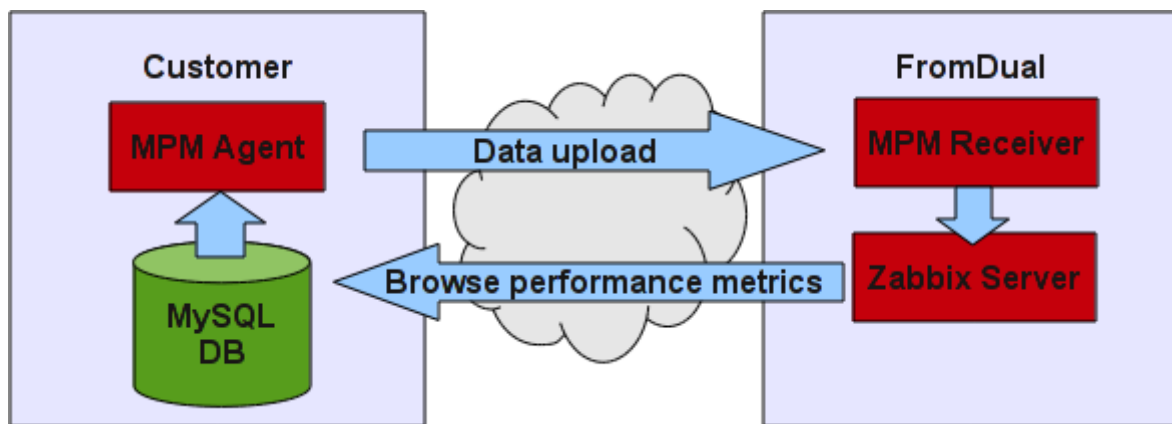 Customer
FromDual
MPM Agent
Data upload
MPM Receiver
Browse performance metrics
Zabbix Server
MySQL
DB